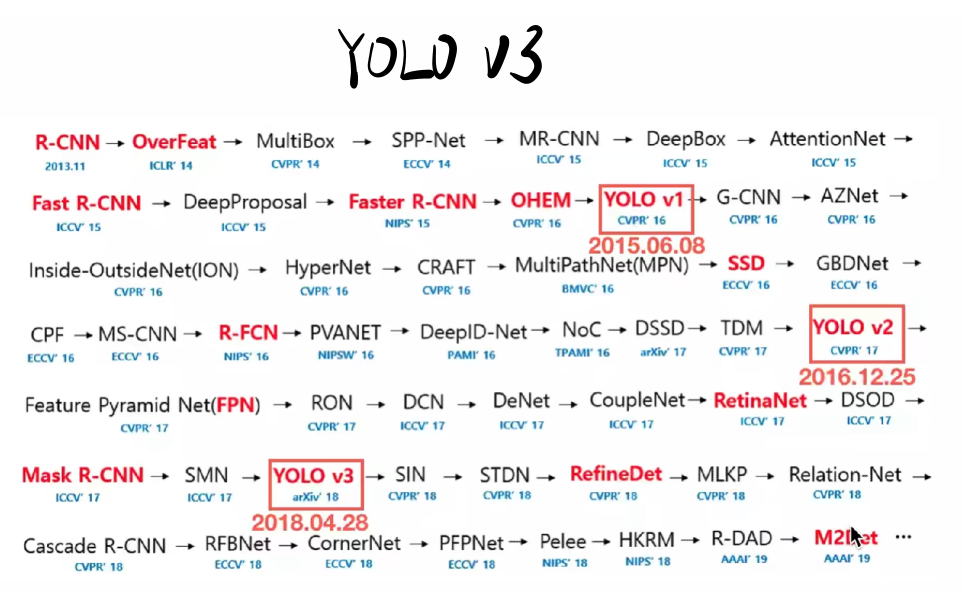 YOLO v3
R-CNN → OverFeat → MultiBox → SPP-Net → MR-CNN → DeepBox → AttentionNet →
2013.11 ICLR' 14 CVPR' 14 ECCV' 14 ICCV' 15 ICCV' 15 ICCV' 15
Fast R-CNN → DeepProposal → Faster R-CNN → OHEM → YOLO v1 → G-CNN → AZNet →
ICCV' 15 ICCV' 15 NIPS' 15 CVPR' 16 CVPR' 16 CVPR' 16 CVPR' 16
2015.06.08
Inside-OutsideNet(ION) → HyperNet → CRAFT → MultiPathNet(MPN) → SSD → GBDNet →
CVPR' 16 CVPR' 16 CVPR' 16 BMVC' 16 ECCV' 16 ECCV' 16
CPF → MS-CNN → R-FCN → PVANET → DeepID-Net → NoC → DSSD → TDM → YOLO v2 →
ECCV' 16 ECCV' 16 NIPS' 16 NIPSW' 16 PAMI' 16 TPAMI' 16 arXiv' 17 CVPR' 17 CVPR' 17
2016.12.25
Feature Pyramid Net(FPN) → RON → DCN → DeNet → CoupleNet → RetinaNet → DSOD →
CVPR' 17 CVPR' 17 ICCV' 17 ICCV' 17 ICCV' 17 ICCV' 17 ICCV' 17
Mask R-CNN → SMN → YOLO v3 → SIN → STDN → RefineDet → MLKP → Relation-Net →
ICCV' 17 ICCV' 17 arXiv' 18 CVPR' 18 CVPR' 18 CVPR' 18 CVPR' 18 CVPR' 18
2018.04.28
Cascade R-CNN → RFBNet → CornerNet → PFPNet → Pelee → HKRM → R-DAD → ...
CVPR' 18 ECCV' 18 ECCV' 18 ECCV' 18 NIPS' 18 NIPS' 18 AAAI' 19 AAAI' 19